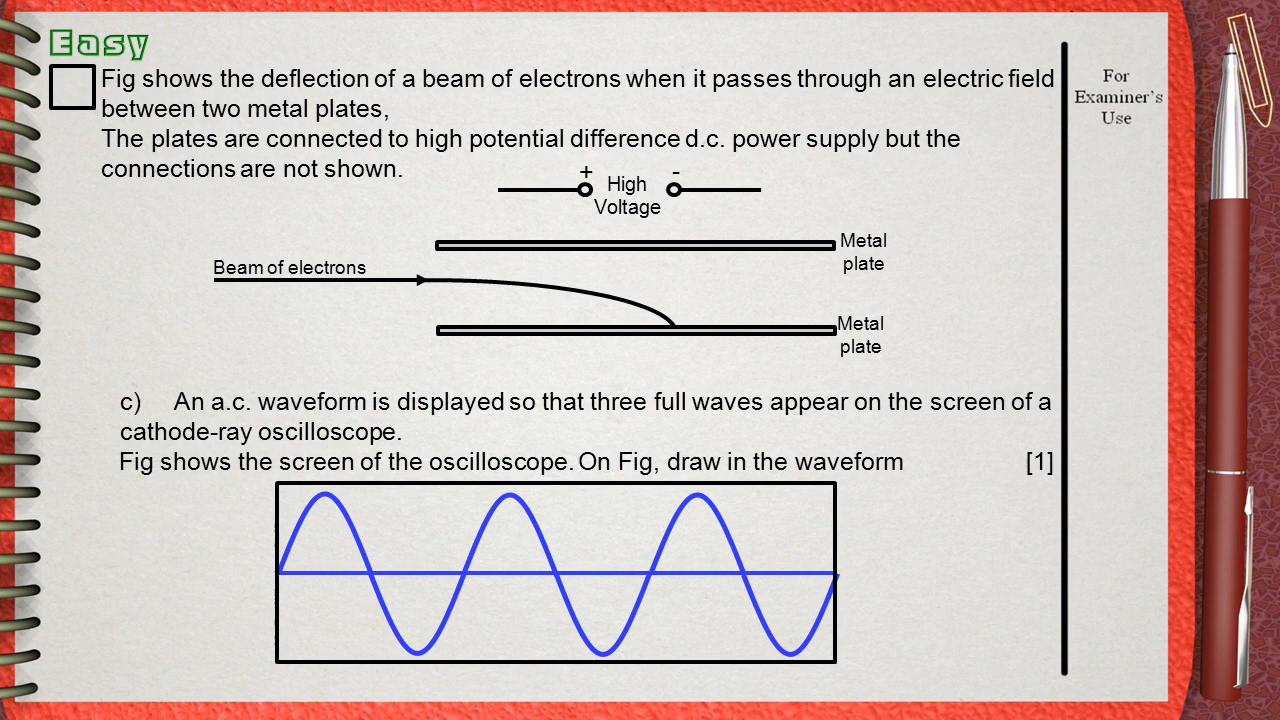 Easy
Fig shows the deflection of a beam of electrons when it passes through an electric field
between two metal plates,
The plates are connected to high potential difference d.c. power supply but the
connections are not shown.
+ High -
Voltage
Metal
plate
Beam of electrons
Metal
plate
c) An a.c. waveform is displayed so that three full waves appear on the screen of a
cathode-ray oscilloscope.
Fig shows the screen of the oscilloscope. On Fig, draw in the waveform [1]
For
Examiner's
Use